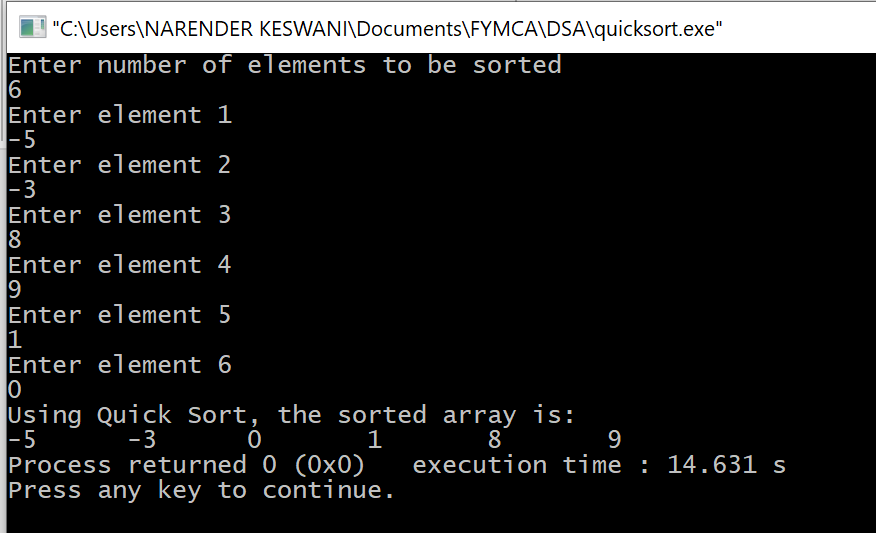 "C:\Users\NARENDER KESWANI\Documents\FYMCA\DSA\quicksort.exe"
Enter number of elements to be sorted
6
Enter element 1
-5
Enter element 2
-3
Enter element 3
8
Enter element 4
9
Enter element 5
1
Enter element 6
0
Using Quick Sort, the sorted array is:
-5      -3      0       1       8       9
Process returned 0 (0x0)   execution time : 14.631 s
Press any key to continue.